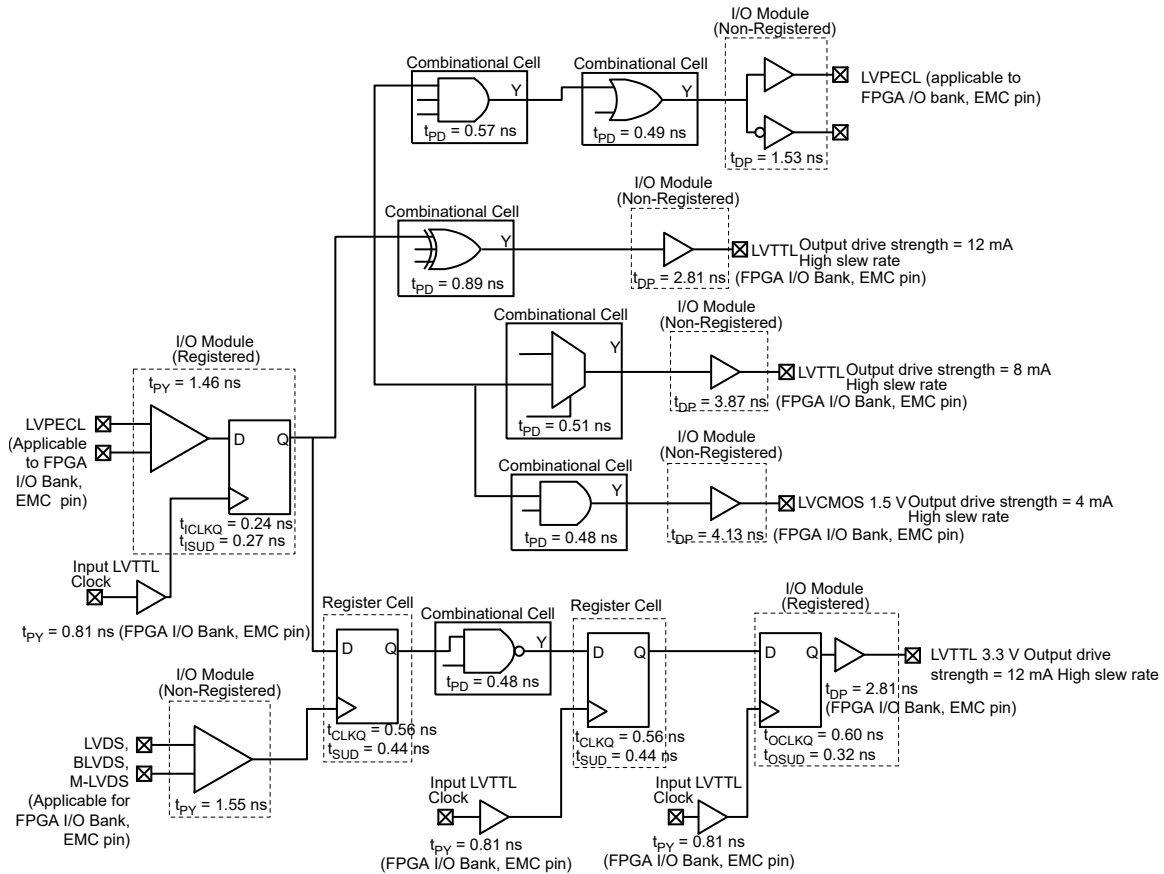 I/O Module
(Non-Registered)
Combinational Cell
Y
tPD = 0.57 ns
Combinational Cell
Y
tPD = 0.49 ns
tDP = 1.53 ns
LVPECL (applicable to
FPGA /O bank, EMC pin)
I/O Module
(Non-Registered)
Combinational Cell
Y
tPD = 0.89 ns
tDP = 2.81 ns
LVTTL Output drive strength = 12 mA
High slew rate
(FPGA I/O Bank, EMC pin)
Combinational Cell
Y
tPD = 0.51 ns
I/O Module
(Non-Registered)
tDP = 3.87 ns
LVTTL Output drive strength = 8 mA
High slew rate
(FPGA I/O Bank, EMC pin)
I/O Module
(Registered)
tPY = 1.46 ns
LVPECL
(Applicable
to FPGA
I/O Bank,
EMC pin)
D
Q
tICLKQ = 0.24 ns
tISUD = 0.27 ns
Input LVTTL
Clock
tPY = 0.81 ns (FPGA I/O Bank, EMC pin)
Combinational Cell
Y
tPD = 0.48 ns
I/O Module
(Non-Registered)
tDP = 4.13 ns
LVCMOS 1.5 V Output drive strength = 4 mA
High slew rate
(FPGA I/O Bank, EMC pin)
I/O Module
(Non-Registered)
LVDS,
BLVDS,
M-LVDS
(Applicable for
FPGA I/O Bank,
EMC pin)
tPY = 1.55 ns
Register Cell
D
Q
tCLKQ = 0.56 ns
tSUD = 0.44 ns
Combinational Cell
Y
tPD = 0.48 ns
Register Cell
D
Q
tCLKQ = 0.56 ns
tSUD = 0.44 ns
Input LVTTL
Clock
tPY = 0.81 ns
(FPGA I/O Bank, EMC pin)
I/O Module
(Registered)
D
Q
tDP = 2.81 ns
(FPGA I/O Bank, EMC pin)
tOCLKQ = 0.60 ns
tOSUD = 0.32 ns
LVTTL 3.3 V Output drive
strength = 12 mA High slew rate
Input LVTTL
Clock
tPY = 0.81 ns
(FPGA I/O Bank, EMC pin)